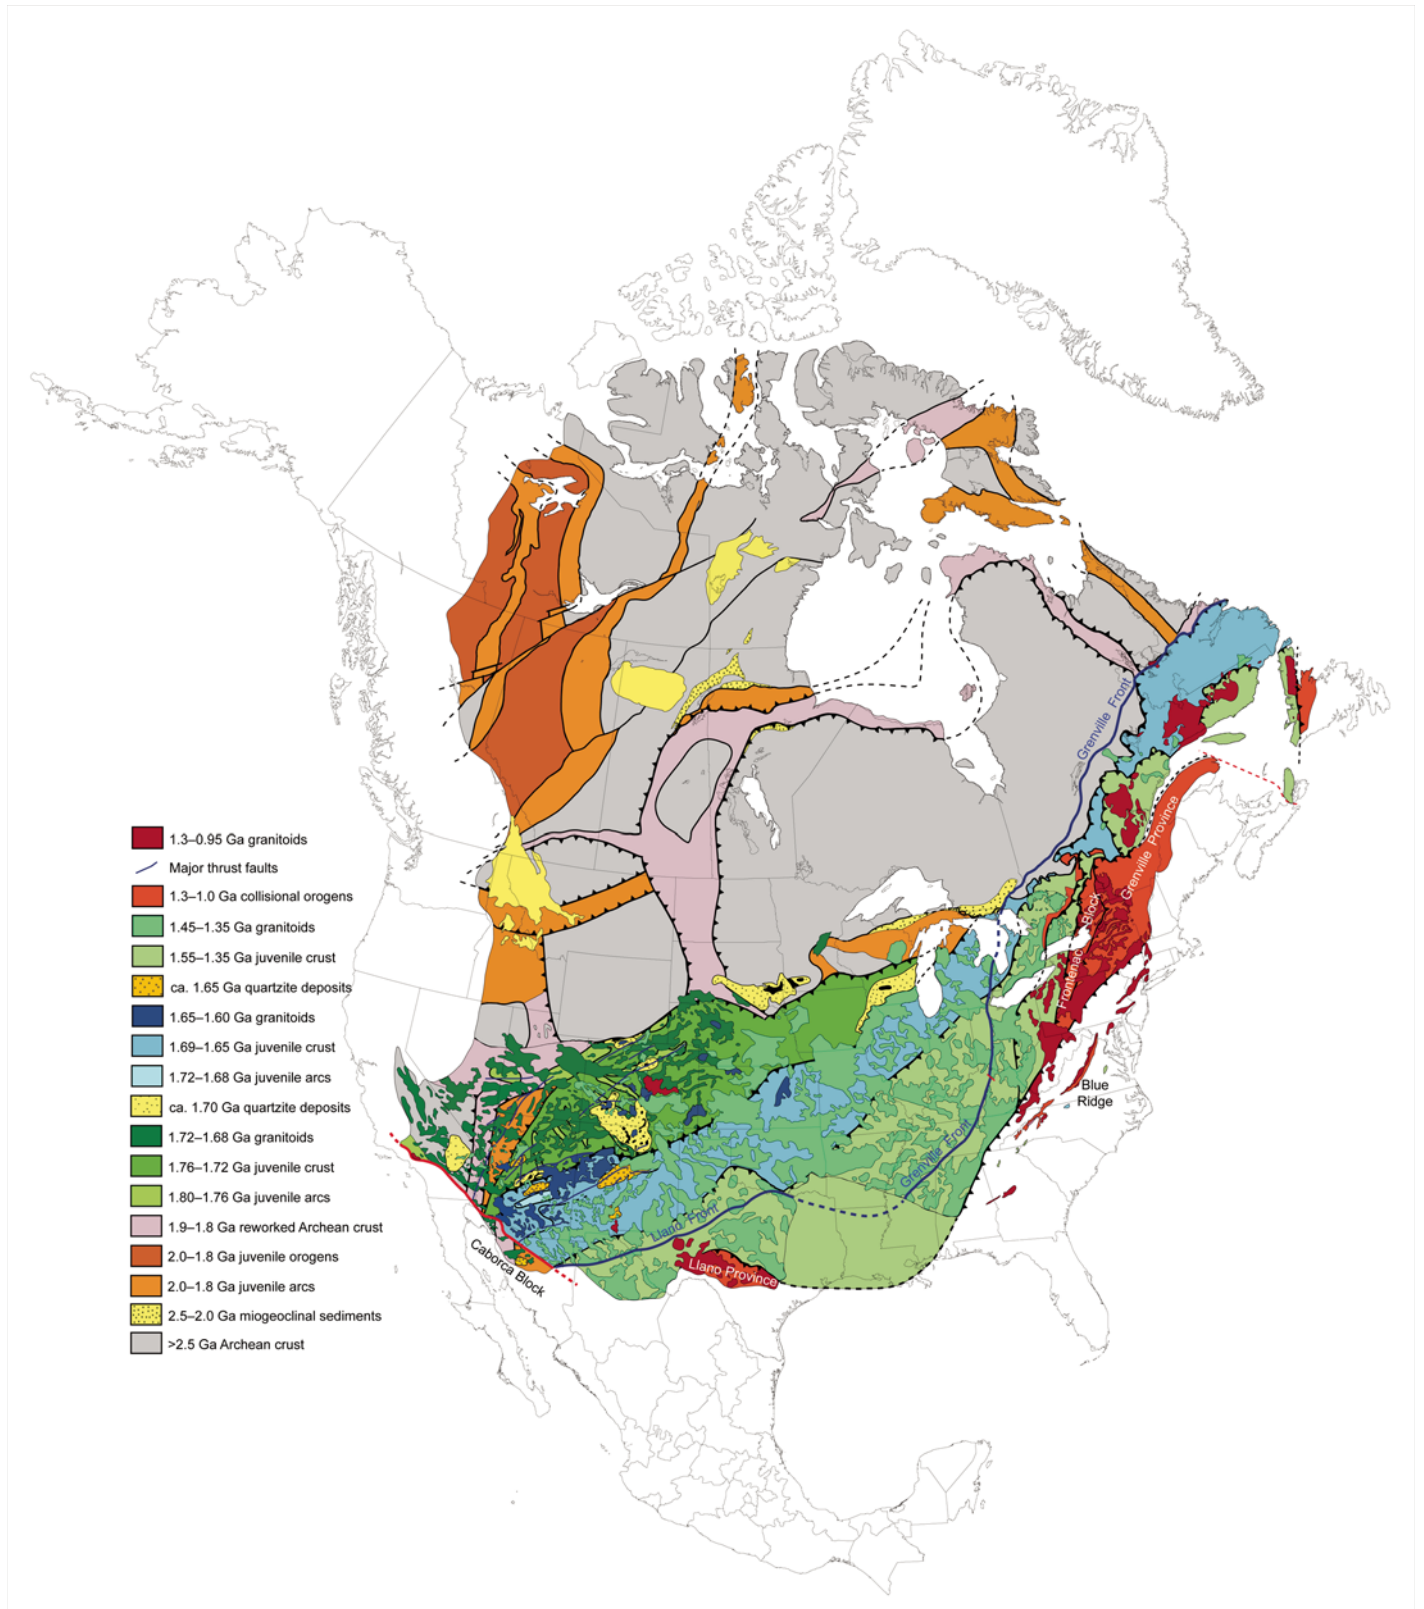 Grenville Front
Grenville Province
Frontenac Block
Blue
Ridge
Grenville Front
Llano Front
Llano Province
Caborca Block
1.3–0.95 Ga granitoids
Major thrust faults
1.3–1.0 Ga collisional orogens
1.45–1.35 Ga granitoids
1.55–1.35 Ga juvenile crust
ca. 1.65 Ga quartzite deposits
1.65–1.60 Ga granitoids
1.69–1.65 Ga juvenile crust
1.72–1.68 Ga juvenile arcs
ca. 1.70 Ga quartzite deposits
1.72–1.68 Ga granitoids
1.76–1.72 Ga juvenile crust
1.80–1.76 Ga juvenile arcs
1.9–1.8 Ga reworked Archean crust
2.0–1.8 Ga juvenile orogens
2.0–1.8 Ga juvenile arcs
2.5–2.0 Ga miogeoclinal sediments
>2.5 Ga Archean crust